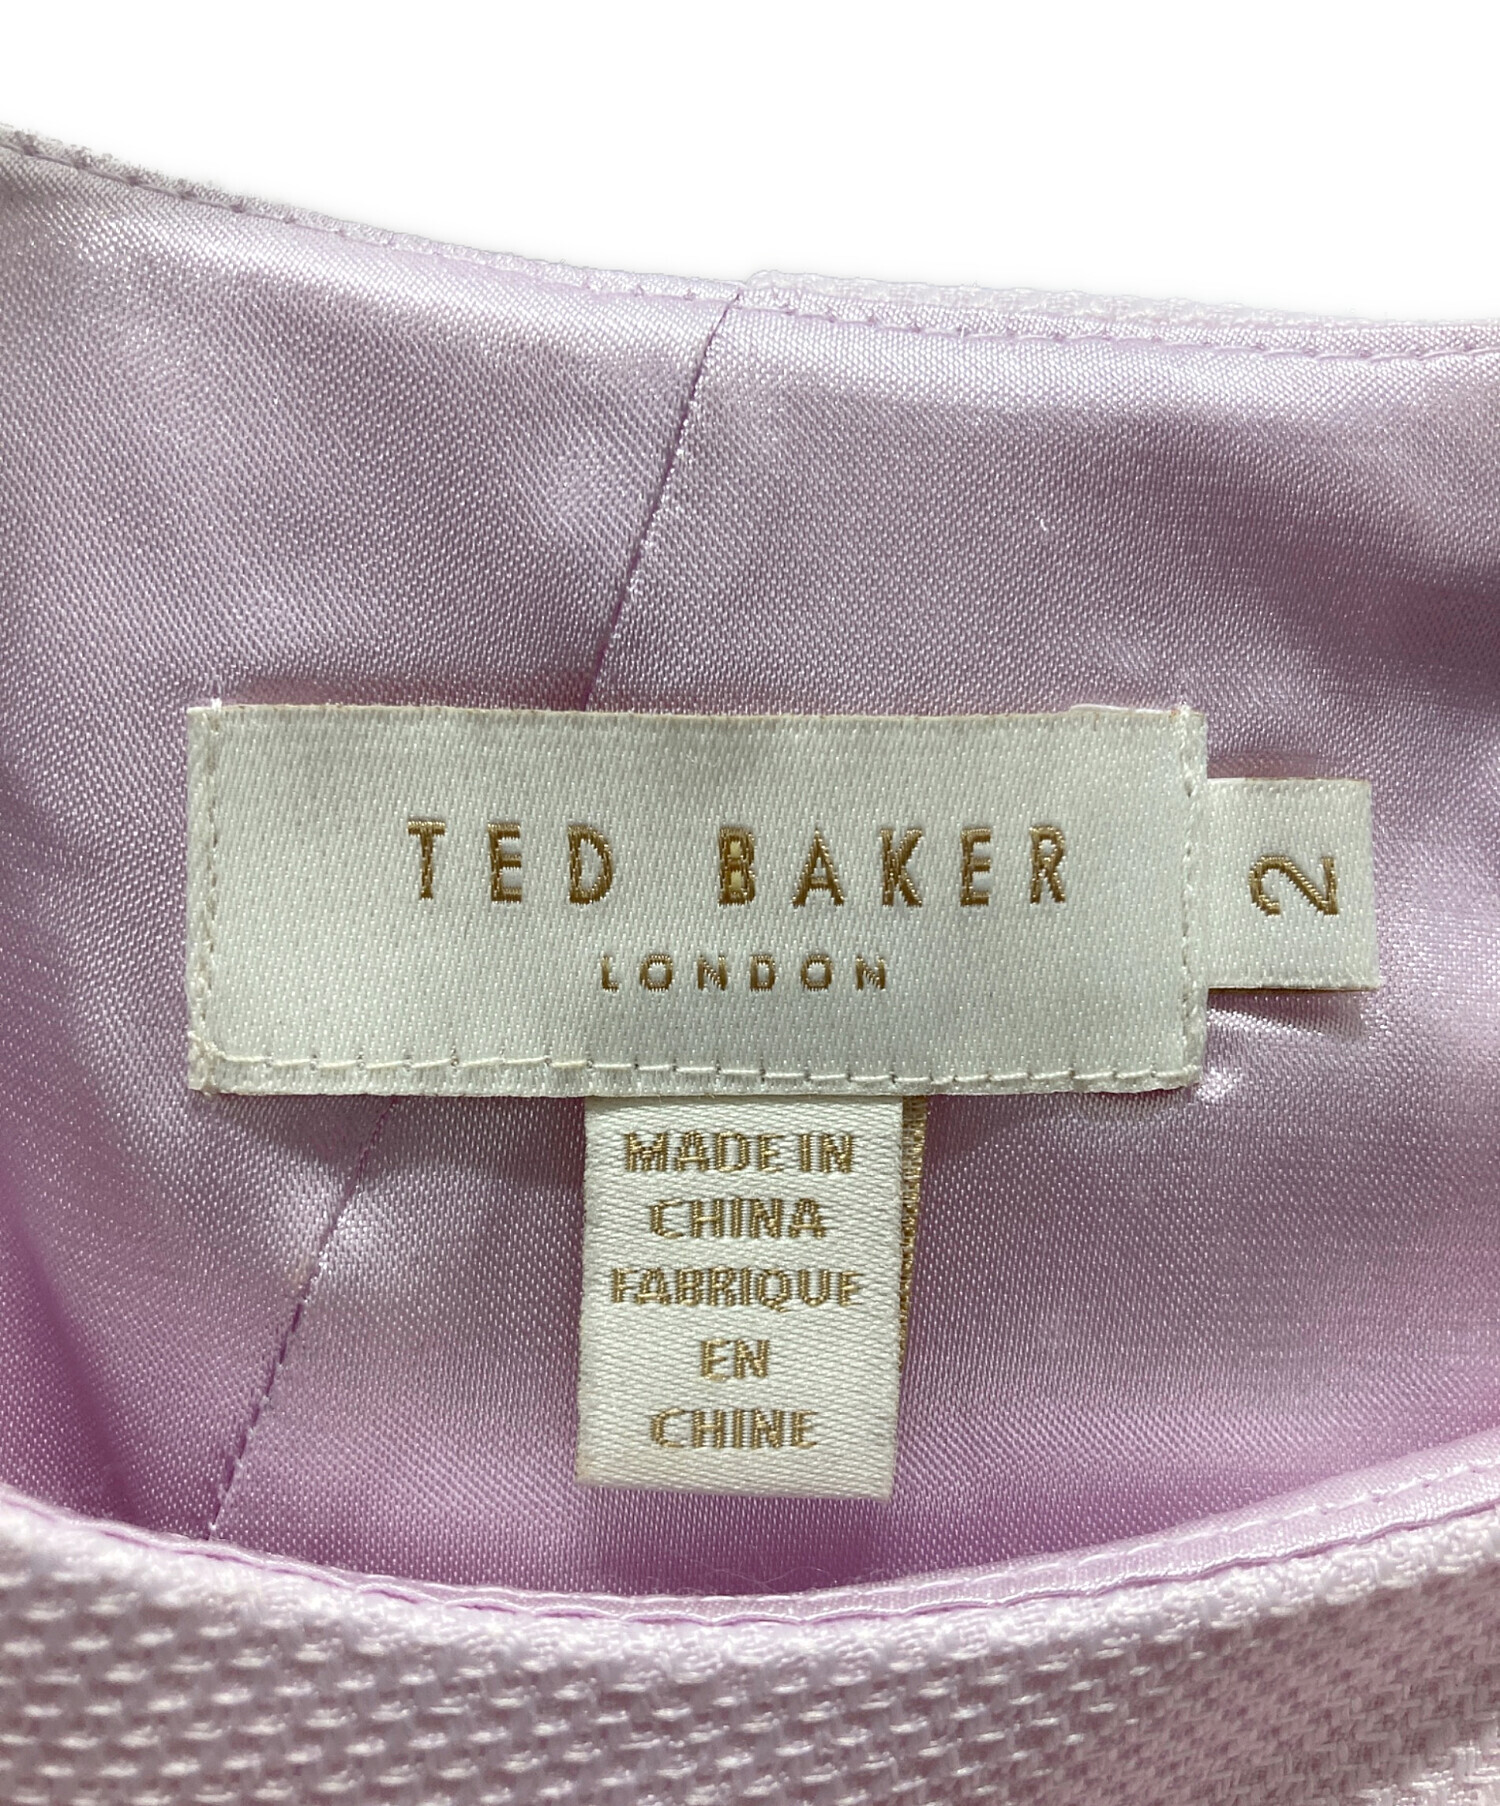 TED BAKER
LONDON
2
MADE IN
CHINA
FABRIQUE
EN
CHINE